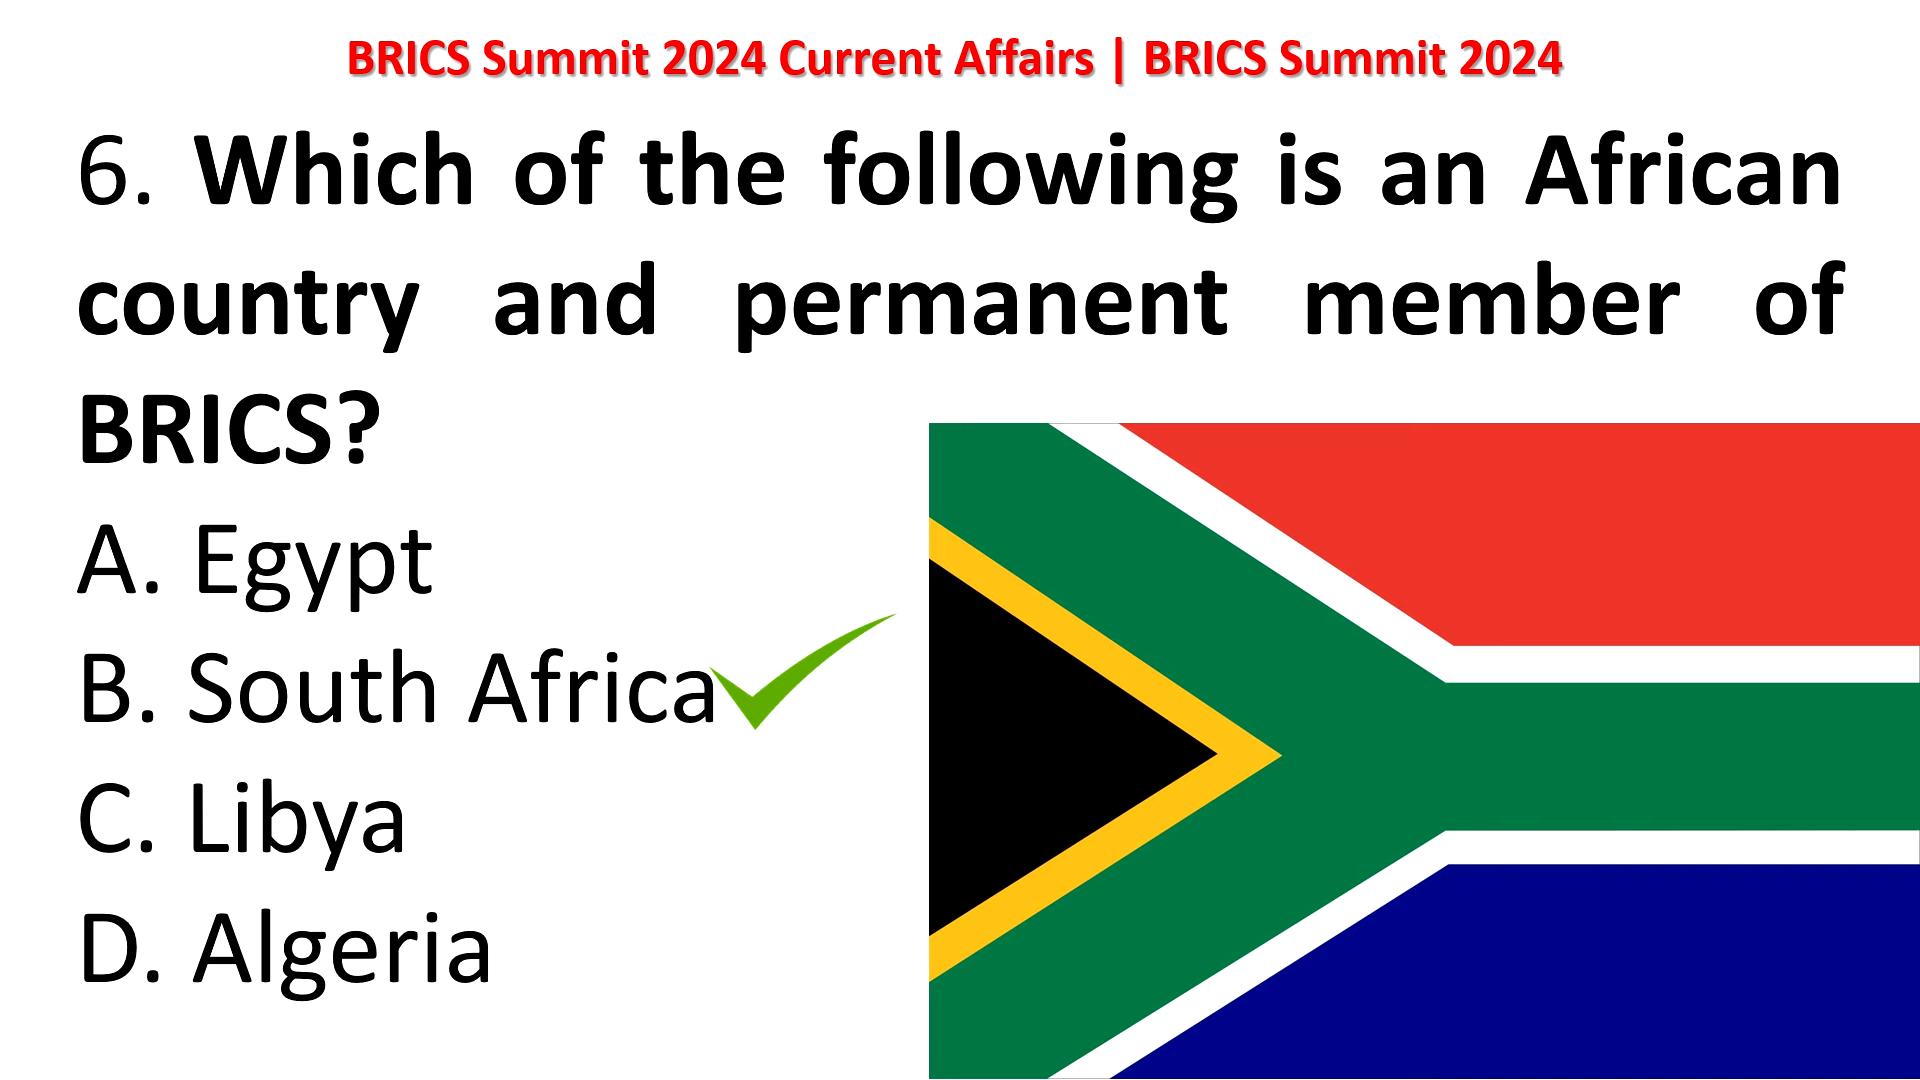 BRICS Summit 2024 Current Affairs | BRICS Summit 2024
6. Which of the following is an African
country and permanent member of
BRICS?
A. Egypt
B. South Africa
C. Libya
D. Algeria